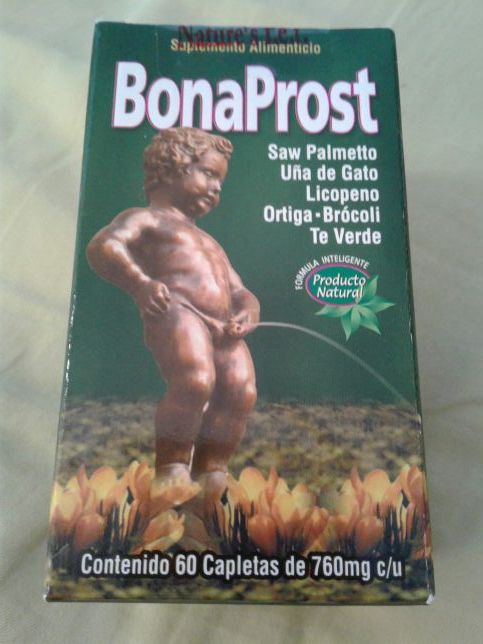 Nature's P.e.T.
Suplemento Alimenticio
BonaProst
Saw Palmetto
Uña de Gato
Licopeno
Ortiga-Brócoli
Te Verde
FORMULA INTELIGENTE
Producto
Natural
Contenido 60 Capletas de 760mg c/u